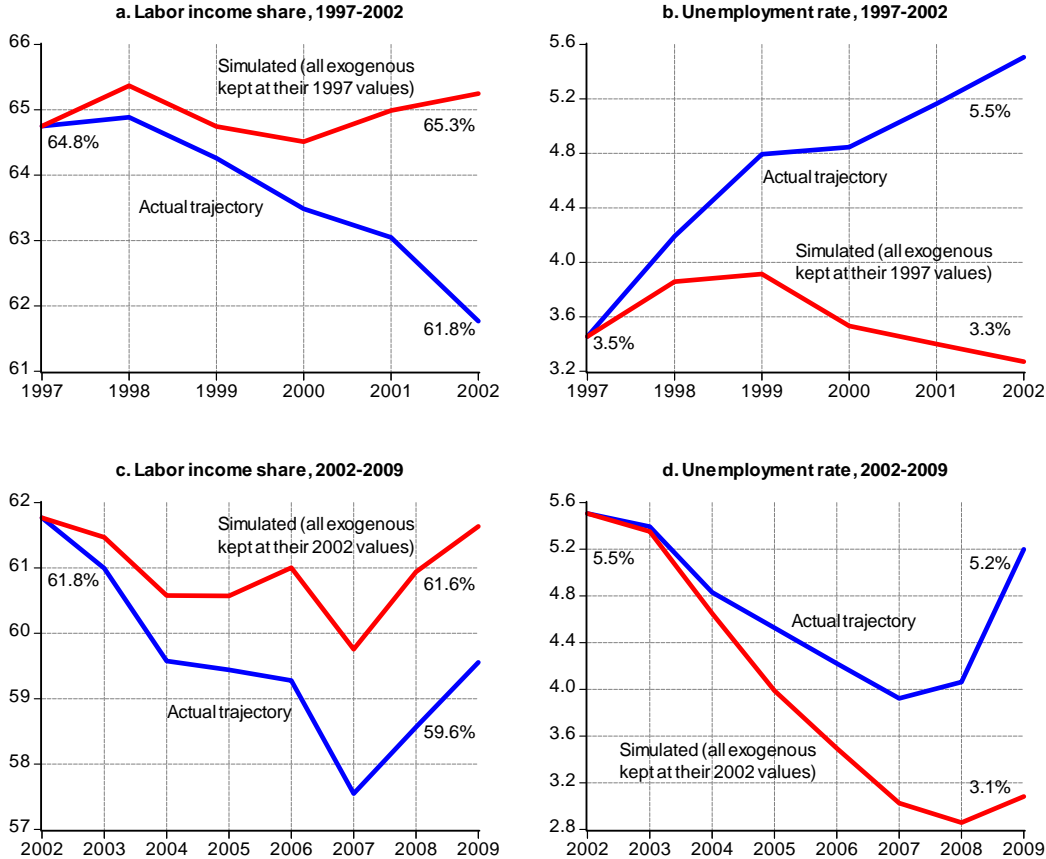 a. Labor income share, 1997-2002
66
65
64
63
62
61
Simulated (all exogenous
kept at their 1997 values)
64.8%
65.3%
Actual trajectory
61.8%
1997 1998 1999 2000 2001 2002
b. Unemployment rate, 1997-2002
5.6
5.2
4.8
4.4
4.0
3.6
3.2
5.5%
Actual trajectory
Simulated (all exogenous
kept at their 1997 values)
3.5%
3.3%
1997 1998 1999 2000 2001 2002
c. Labor income share, 2002-2009
62
61
60
59
58
57
Simulated (all exogenous
kept at their 2002 values)
61.8%
61.6%
Actual trajectory
59.6%
2002 2003 2004 2005 2006 2007 2008 2009
d. Unemployment rate, 2002-2009
5.6
5.2
4.8
4.4
4.0
3.6
3.2
2.8
5.5%
5.2%
Actual trajectory
Simulated (all exogenous
kept at their 2002 values)
3.1%
2002 2003 2004 2005 2006 2007 2008 2009